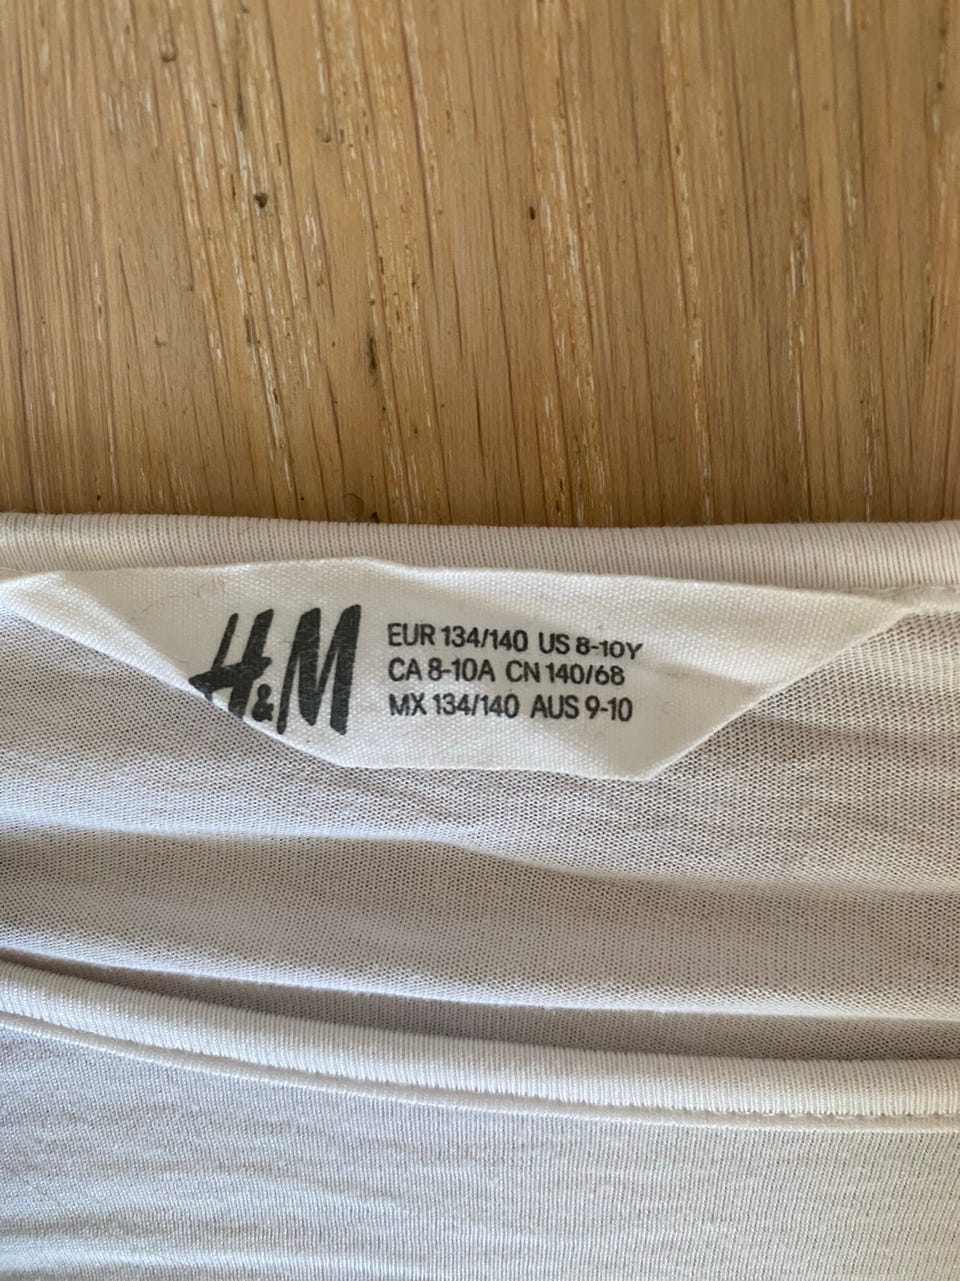 H&M
EUR 134/140 US 8-10Y
CA 8-10A CN 140/68
MX 134/140 AUS 9-10